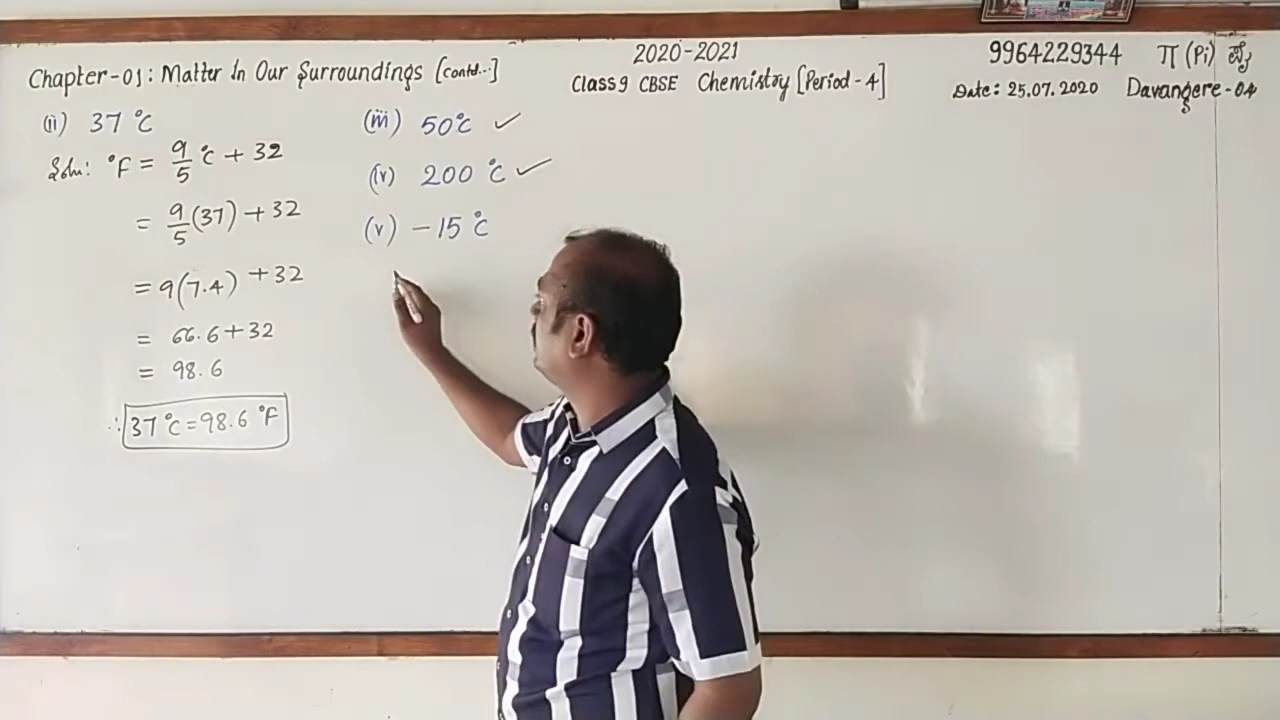 2020-2021
9964229344 π (Pi)
Chapter-01: Matter In Our Surroundings [Contd...]
Class 9 CBSE Chemistry [Period - 4]
Date: 25.07.2020 Davangere - 04
(ii) 37 °C
Soln: °F = 9/5 °C + 32
= 9/5 (37) + 32
= 9(7.4) + 32
= 66.6 + 32
= 98.6
∴ 37 °C = 98.6 °F
(iii) 50°C ✓
(iv) 200 °C ✓
(v) -15 °C